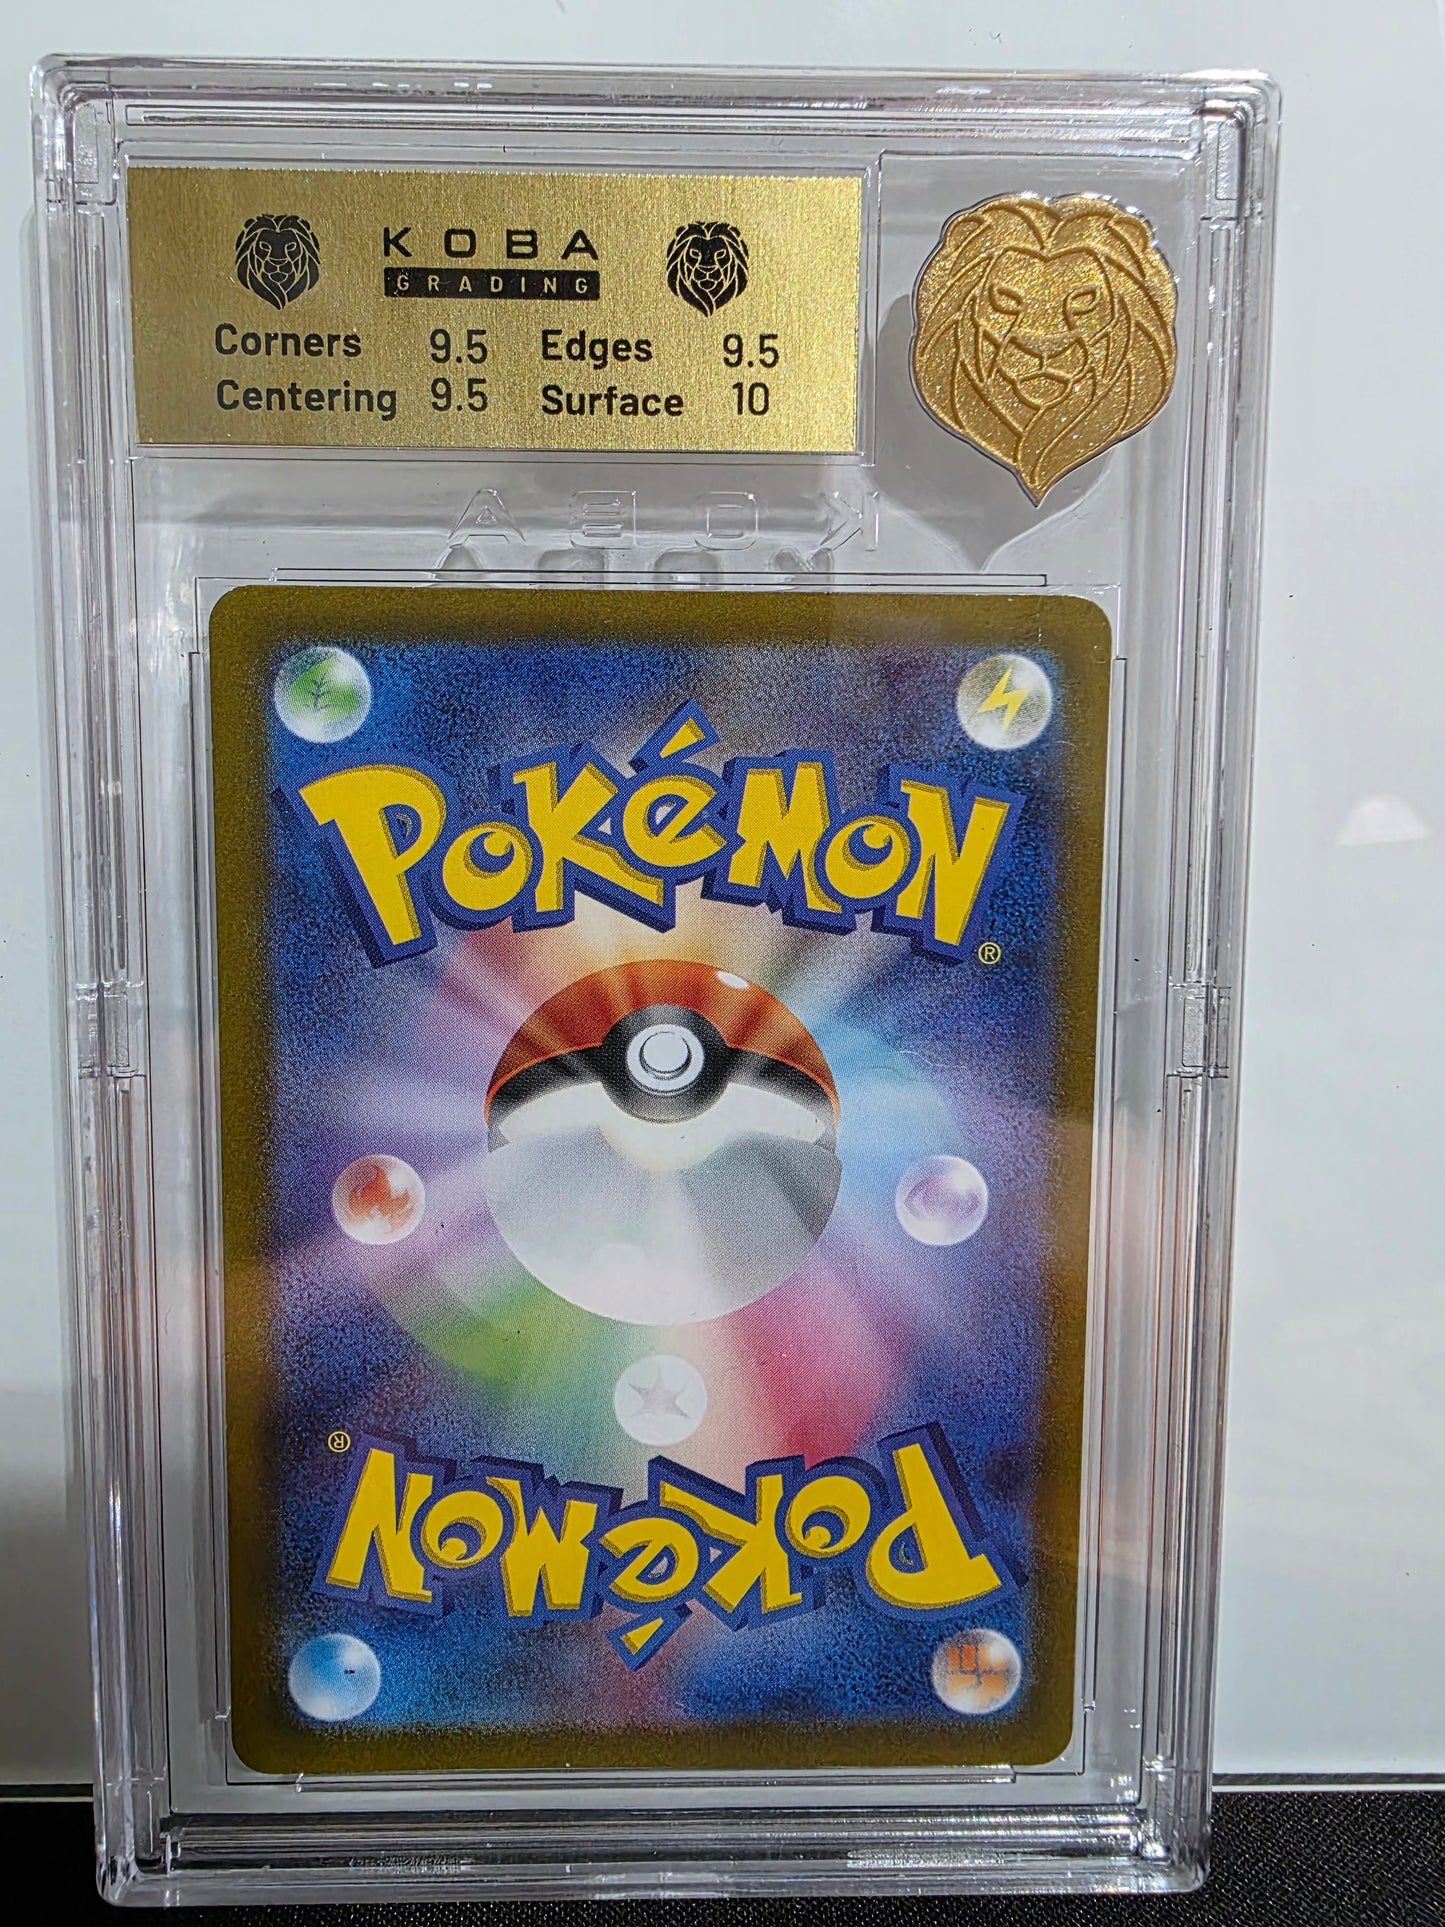 KOBA
GRADING
Corners 9.5 Edges 9.5
Centering 9.5 Surface 10
KOBA
POKéMON
®
®
POKéMON